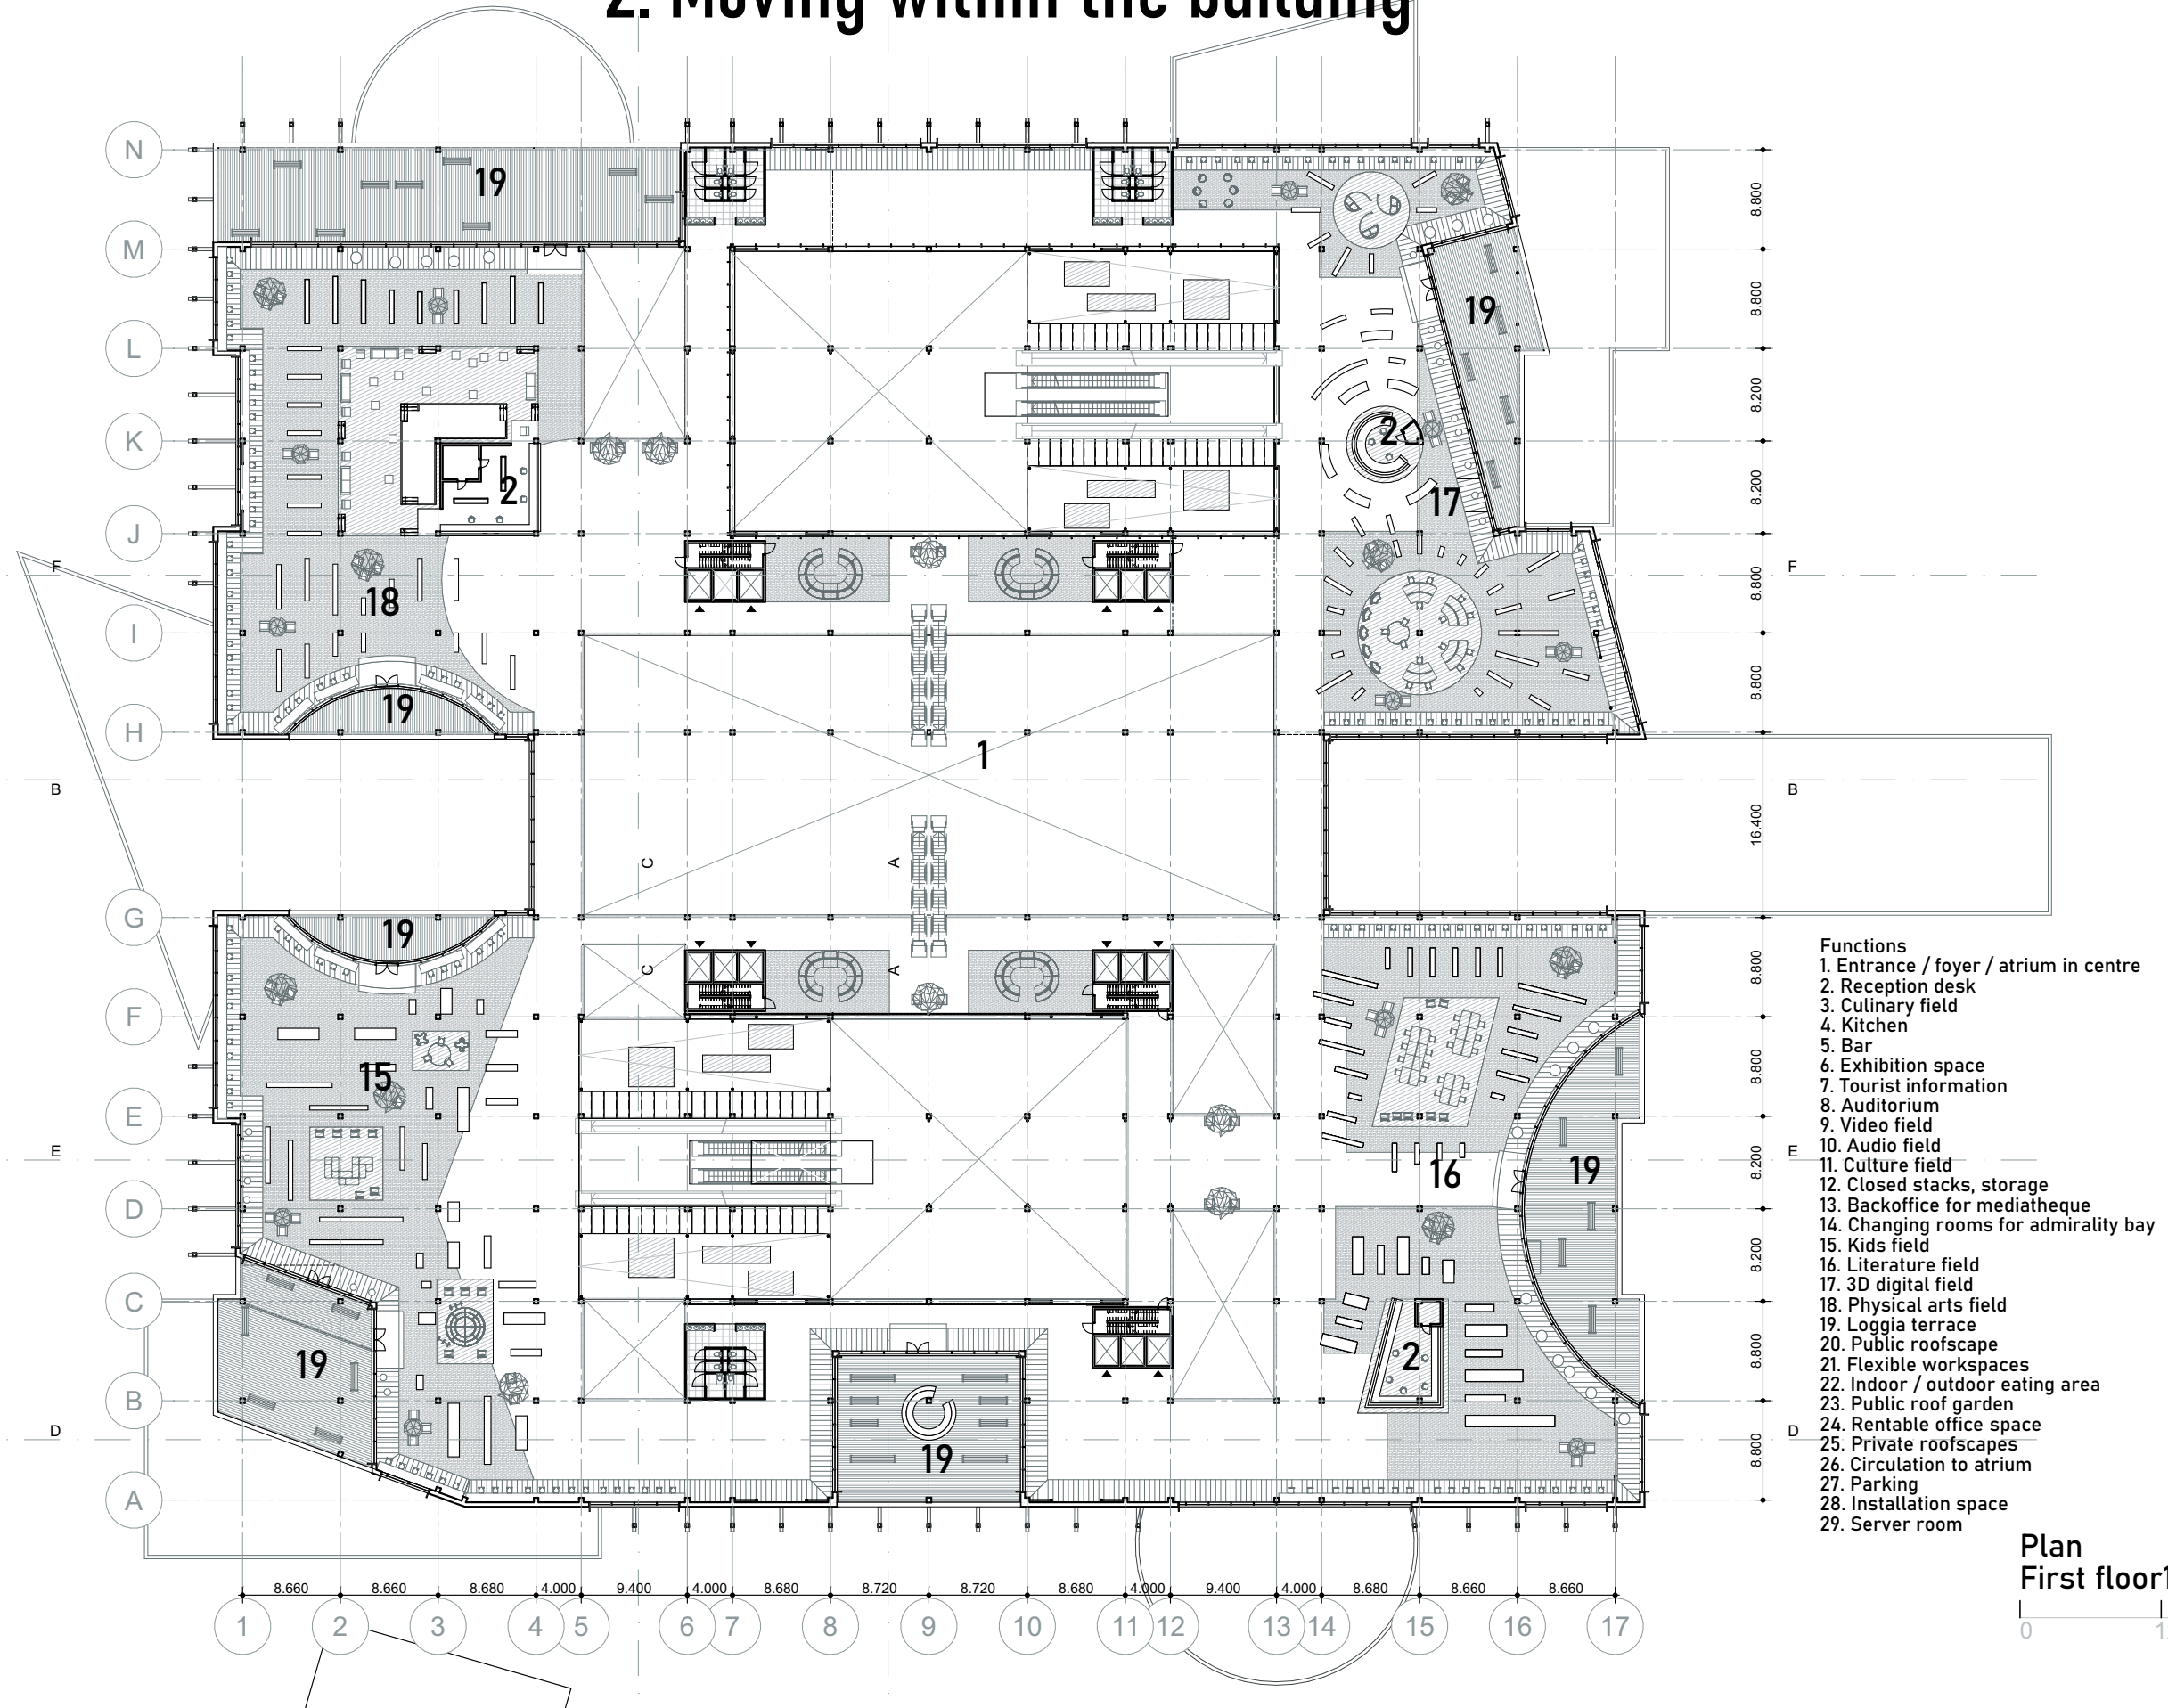 2. Moving within the building
N
19
M
8.800
19
L
8.800
8.200
K
2
2
17
8.200
J
F
F
18
8.800
I
19
8.800
H
1
B
B
16.400
C
A
G
19
C
A
8.800
F
15
8.800
E
E
E
16
19
8.200
D
8.200
C
19
2
8.800
B
D
19
D
8.800
A
Functions
1. Entrance / foyer / atrium in centre
2. Reception desk
3. Culinary field
4. Kitchen
5. Bar
6. Exhibition space
7. Tourist information
8. Auditorium
9. Video field
10. Audio field
11. Culture field
12. Closed stacks, storage
13. Backoffice for mediatheque
14. Changing rooms for admirality bay
15. Kids field
16. Literature field
17. 3D digital field
18. Physical arts field
19. Loggia terrace
20. Public roofscape
21. Flexible workspaces
22. Indoor / outdoor eating area
23. Public roof garden
24. Rentable office space
25. Private roofscapes
26. Circulation to atrium
27. Parking
28. Installation space
29. Server room
Plan
First floor
0
8.660 8.660 8.680 4.000 9.400 4.000 8.680 8.720 8.720 8.680 4.000 9.400 4.000 8.680 8.660 8.660
1 2 3 4 5 6 7 8 9 10 11 12 13 14 15 16 17